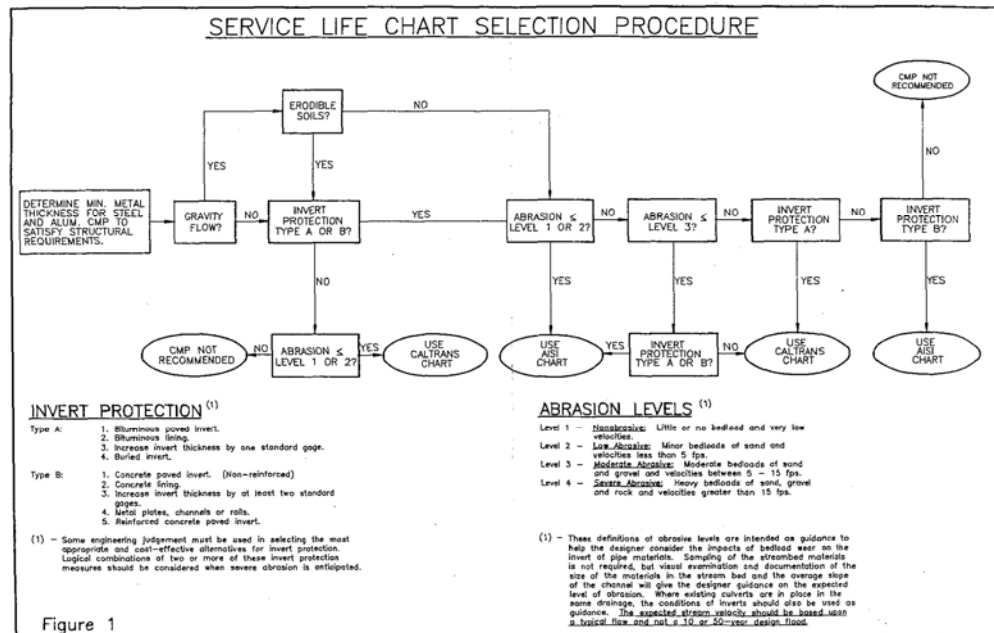 SERVICE LIFE CHART SELECTION PROCEDURE
CMP NOT
RECOMMENDED
ERODIBLE
SOILS?
NO
YES
YES
NO
DETERMINE MIN. METAL
THICKNESS FOR STEEL
AND ALUM. CMP TO
SATISFY STRUCTURAL
REQUIREMENTS.
GRAVITY
FLOW?
NO
INVERT
PROTECTION
TYPE A OR B?
YES
ABRASION ≤
LEVEL 1 OR 2?
NO
ABRASION ≤
LEVEL 3?
NO
INVERT
PROTECTION
TYPE A?
NO
INVERT
PROTECTION
TYPE B?
NO
YES
YES
YES
YES
CMP NOT
RECOMMENDED
NO
ABRASION ≤
LEVEL 1 OR 2?
YES
USE
CALTRANS
CHART
USE
AISI
CHART
YES
INVERT
PROTECTION
TYPE A OR B?
NO
USE
CALTRANS
CHART
USE
AISI
CHART
INVERT PROTECTION (1)
Type A: 1. Bituminous paved invert.
2. Bituminous lining.
3. Increase invert thickness by one standard gage.
4. Buried invert.
Type B: 1. Concrete paved invert. (Non-reinforced)
2. Concrete lining.
3. Increase invert thickness by at least two standard
gages.
4. Metal plates, channels or rails.
5. Reinforced concrete paved invert.
(1) - Some engineering judgement must be used in selecting the most
appropriate and cost-effective alternatives for invert protection.
Logical combinations of two or more of these invert protection
measures should be considered when severe abrasion is anticipated.
Figure 1
ABRASION LEVELS (1)
Level 1 - Nonabrasive: Little or no bedload and very low
velocities.
Level 2 - Low Abrasive: Minor bedloads of sand and
velocities less than 5 fps.
Level 3 - Moderate Abrasive: Moderate bedloads of sand
and gravel and velocities between 5 - 15 fps.
Level 4 - Severe Abrasive: Heavy bedloads of sand, gravel
and rock and velocities greater than 15 fps.
(1) - These definitions of abrasive levels are intended as guidance to
help the designer consider the impacts of bedload wear on the
invert of pipe materials. Sampling of the streambed materials
is not required, but visual examination and documentation of the
size of the materials in the stream bed and the average slope
of the channel will give the designer guidance on the expected
level of abrasion. Where existing culverts are in place in the
same drainage, the conditions of inverts should also be used as
guidance. The expected stream velocity should be based upon
a typical flow and not a 10 or 50-year design flood.